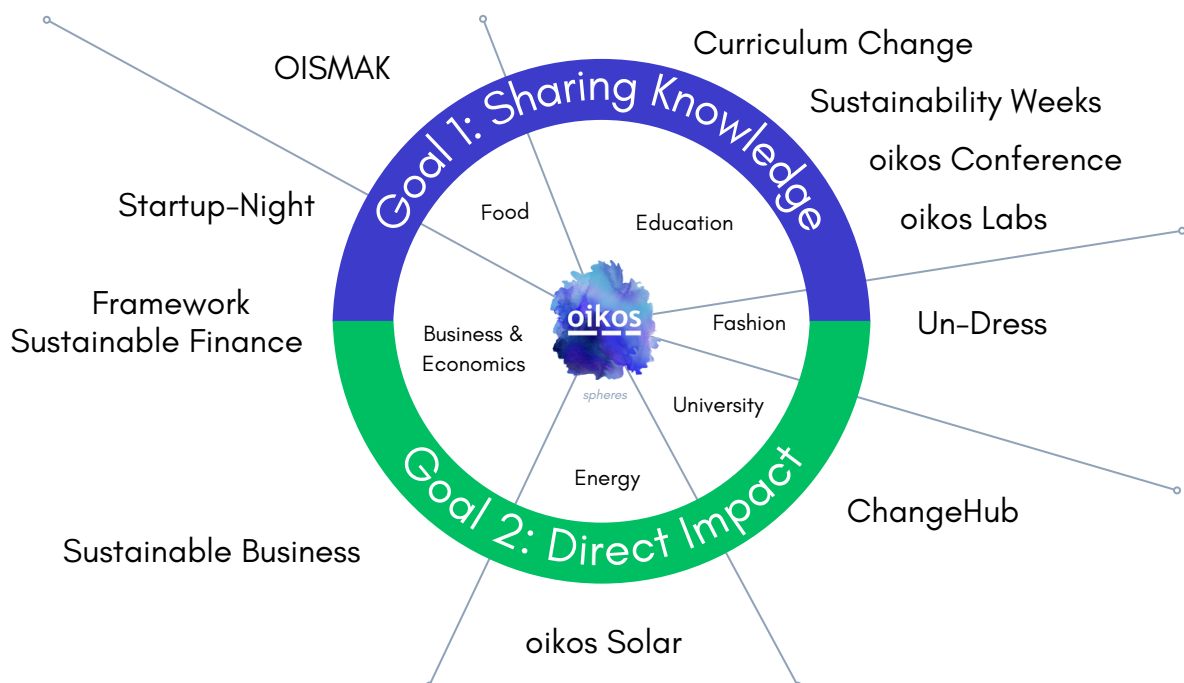 OISMAK
Curriculum Change
Sustainability Weeks
oikos Conference
oikos Labs
Goal 1: Sharing Knowledge
Startup-Night
Food
Education
Framework
Sustainable Finance
Business &
Economics
oikos
spheres
Fashion
Un-Dress
University
Energy
Goal 2: Direct Impact
ChangeHub
Sustainable Business
oikos Solar